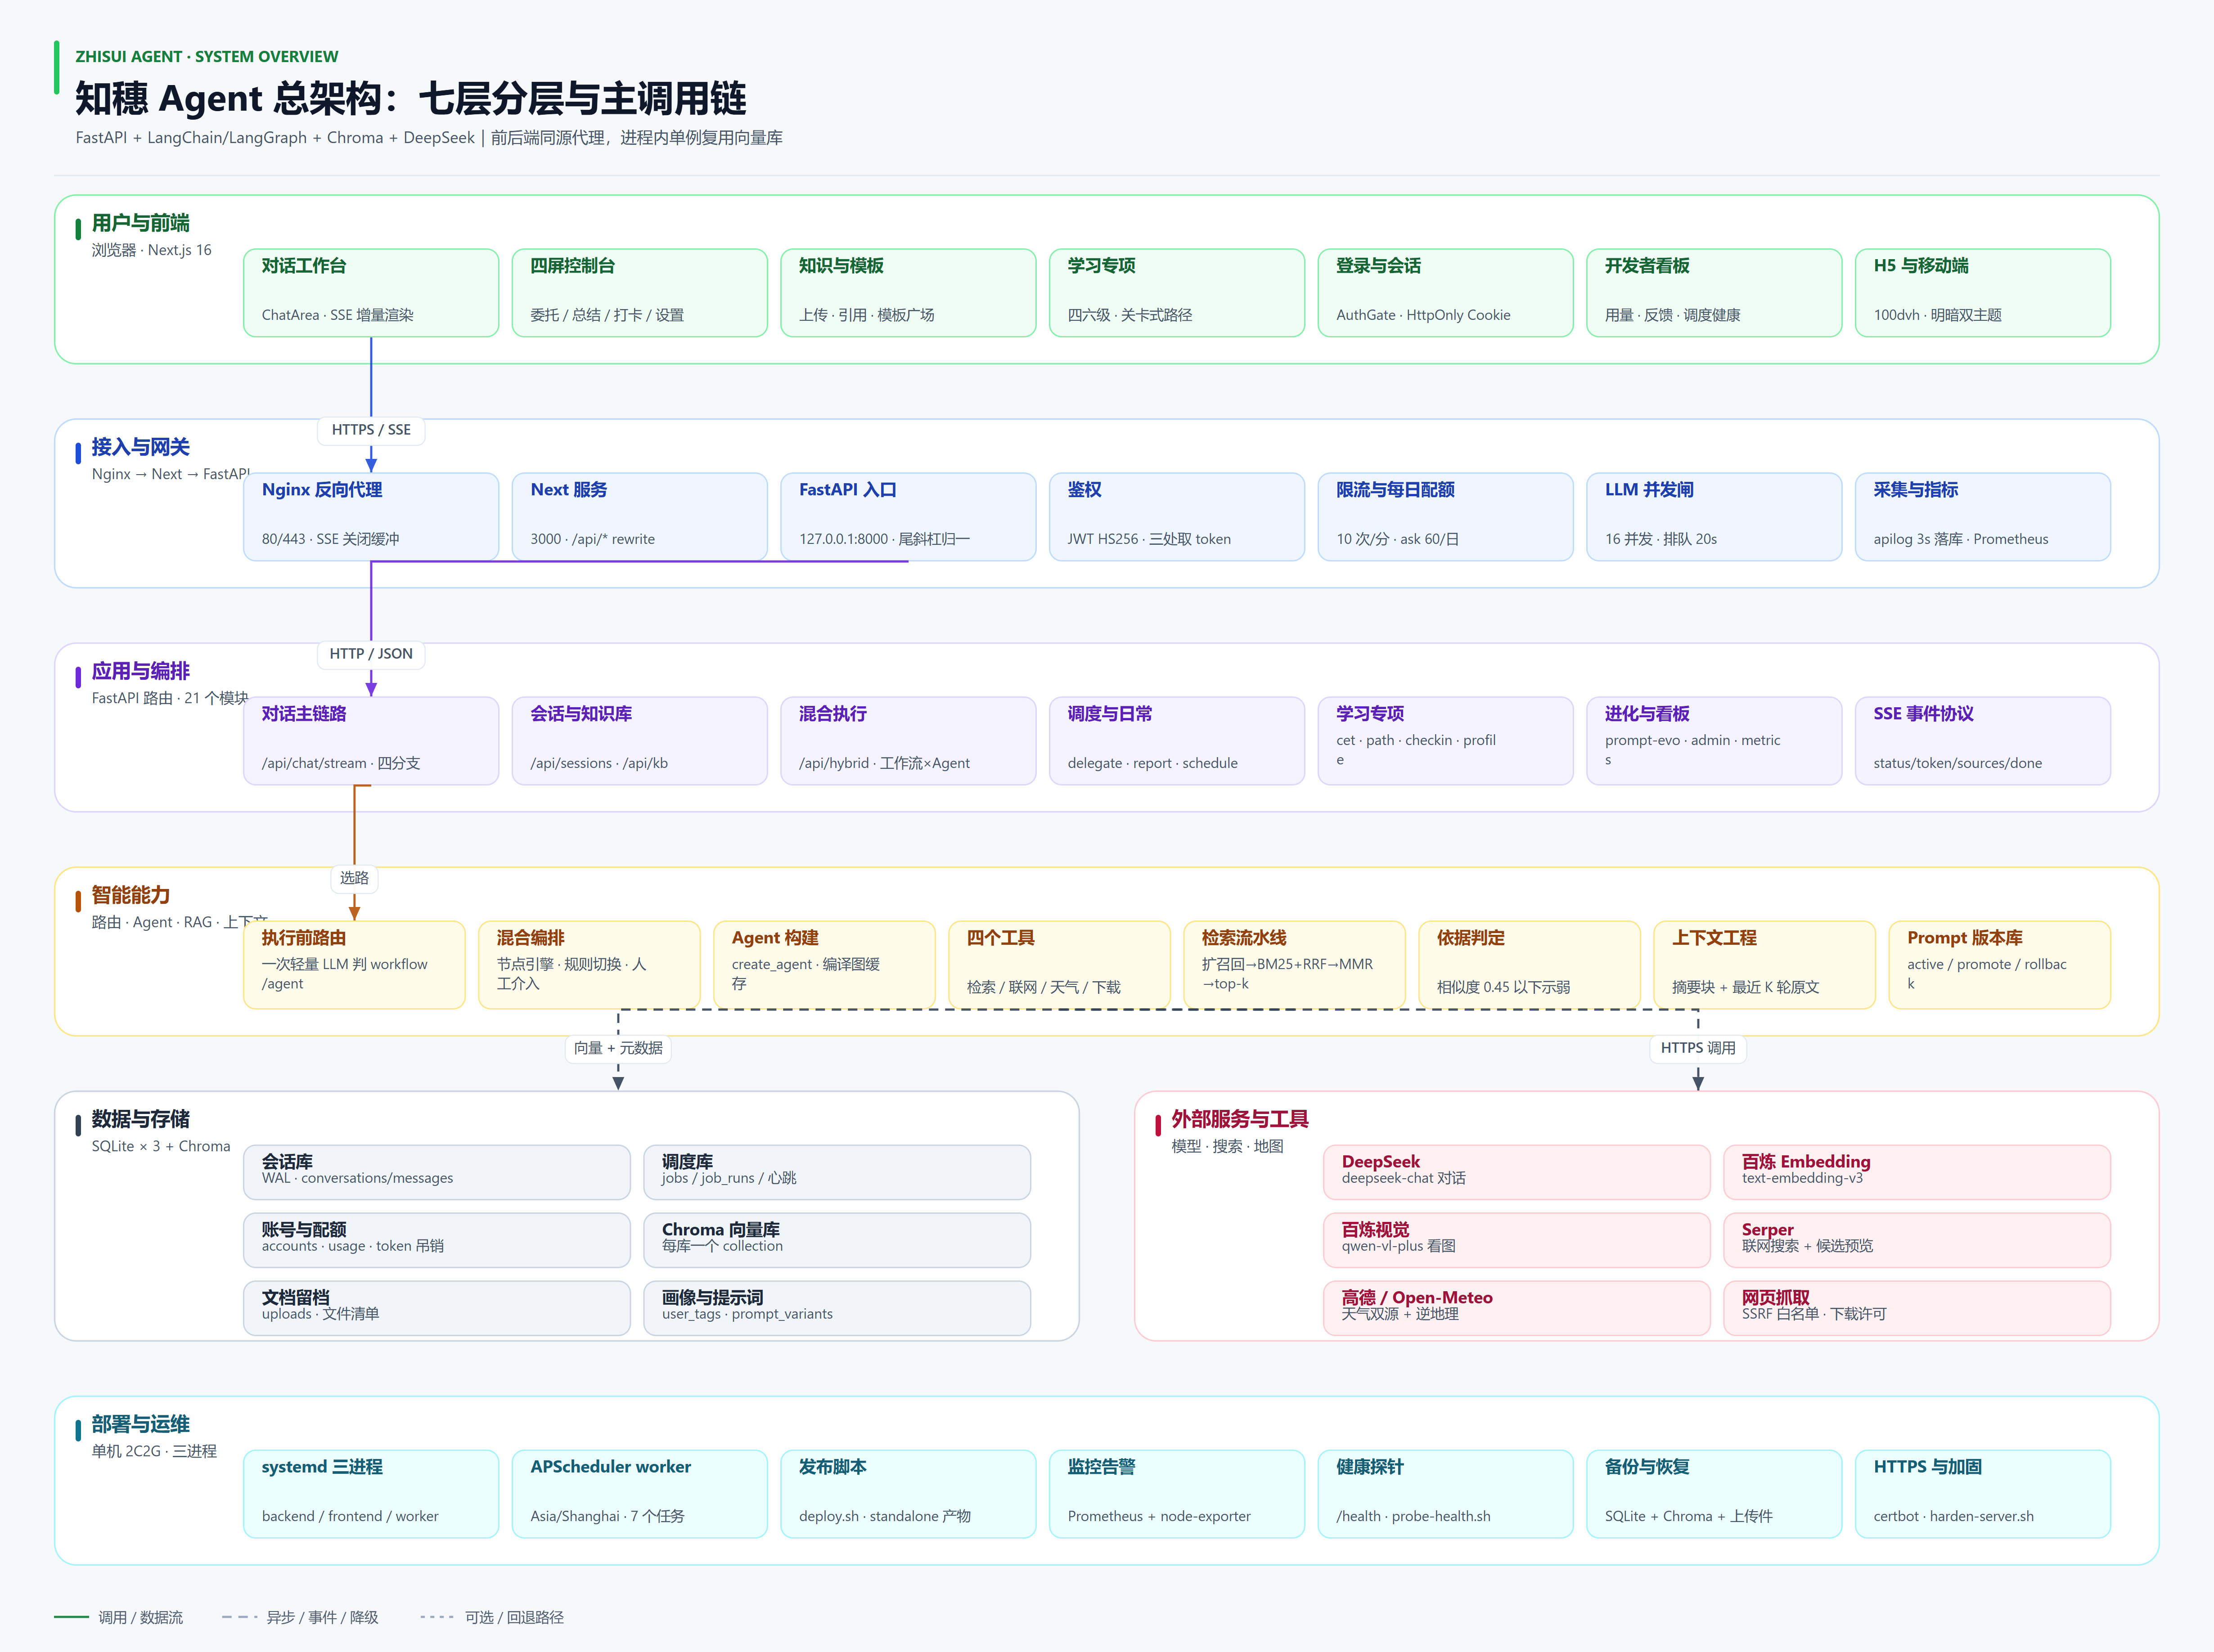 ZHISUI AGENT · SYSTEM OVERVIEW
知穗 Agent 总架构：七层分层与主调用链
FastAPI + LangChain/LangGraph + Chroma + DeepSeek | 前后端同源代理，进程内单例复用向量库
用户与前端
浏览器 · Next.js 16
对话工作台
ChatArea · SSE 增量渲染
四屏控制台
委托 / 总结 / 打卡 / 设置
知识与模板
上传 · 引用 · 模板广场
学习专项
四六级 · 关卡式路径
登录与会话
AuthGate · HttpOnly Cookie
开发者看板
用量 · 反馈 · 调度健康
H5 与移动端
100dvh · 明暗双主题
HTTPS / SSE
接入与网关
Nginx → Next → FastAPI
Nginx 反向代理
80/443 · SSE 关闭缓冲
Next 服务
3000 · /api/* rewrite
FastAPI 入口
127.0.0.1:8000 · 尾斜杠归一
鉴权
JWT HS256 · 三处取 token
限流与每日配额
10 次/分 · ask 60/日
LLM 并发闸
16 并发 · 排队 20s
采集与指标
apilog 3s 落库 · Prometheus
HTTP / JSON
应用与编排
FastAPI 路由 · 21 个模块
对话主链路
/api/chat/stream · 四分支
会话与知识库
/api/sessions · /api/kb
混合执行
/api/hybrid · 工作流×Agent
调度与日常
delegate · report · schedule
学习专项
cet · path · checkin · profil
e
进化与看板
prompt-evo · admin · metric
s
SSE 事件协议
status/token/sources/done
选路
智能能力
路由 · Agent · RAG · 上下文
执行前路由
一次轻量 LLM 判 workflow
/agent
混合编排
节点引擎 · 规则切换 · 人
工介入
Agent 构建
create_agent · 编译图缓
存
四个工具
检索 / 联网 / 天气 / 下载
检索流水线
扩召回→BM25+RRF→MMR
→top-k
依据判定
相似度 0.45 以下示弱
上下文工程
摘要块 + 最近 K 轮原文
Prompt 版本库
active / promote / rollbac
k
向量 + 元数据
HTTPS 调用
数据与存储
SQLite × 3 + Chroma
会话库
WAL · conversations/messages
调度库
jobs / job_runs / 心跳
账号与配额
accounts · usage · token 吊销
Chroma 向量库
每库一个 collection
文档留档
uploads · 文件清单
画像与提示词
user_tags · prompt_variants
外部服务与工具
模型 · 搜索 · 地图
DeepSeek
deepseek-chat 对话
百炼 Embedding
text-embedding-v3
百炼视觉
qwen-vl-plus 看图
Serper
联网搜索 + 候选预览
高德 / Open-Meteo
天气双源 + 逆地理
网页抓取
SSRF 白名单 · 下载许可
部署与运维
单机 2C2G · 三进程
systemd 三进程
backend / frontend / worker
APScheduler worker
Asia/Shanghai · 7 个任务
发布脚本
deploy.sh · standalone 产物
监控告警
Prometheus + node-exporter
健康探针
/health · probe-health.sh
备份与恢复
SQLite + Chroma + 上传件
HTTPS 与加固
certbot · harden-server.sh
调用 / 数据流
异步 / 事件 / 降级
可选 / 回退路径